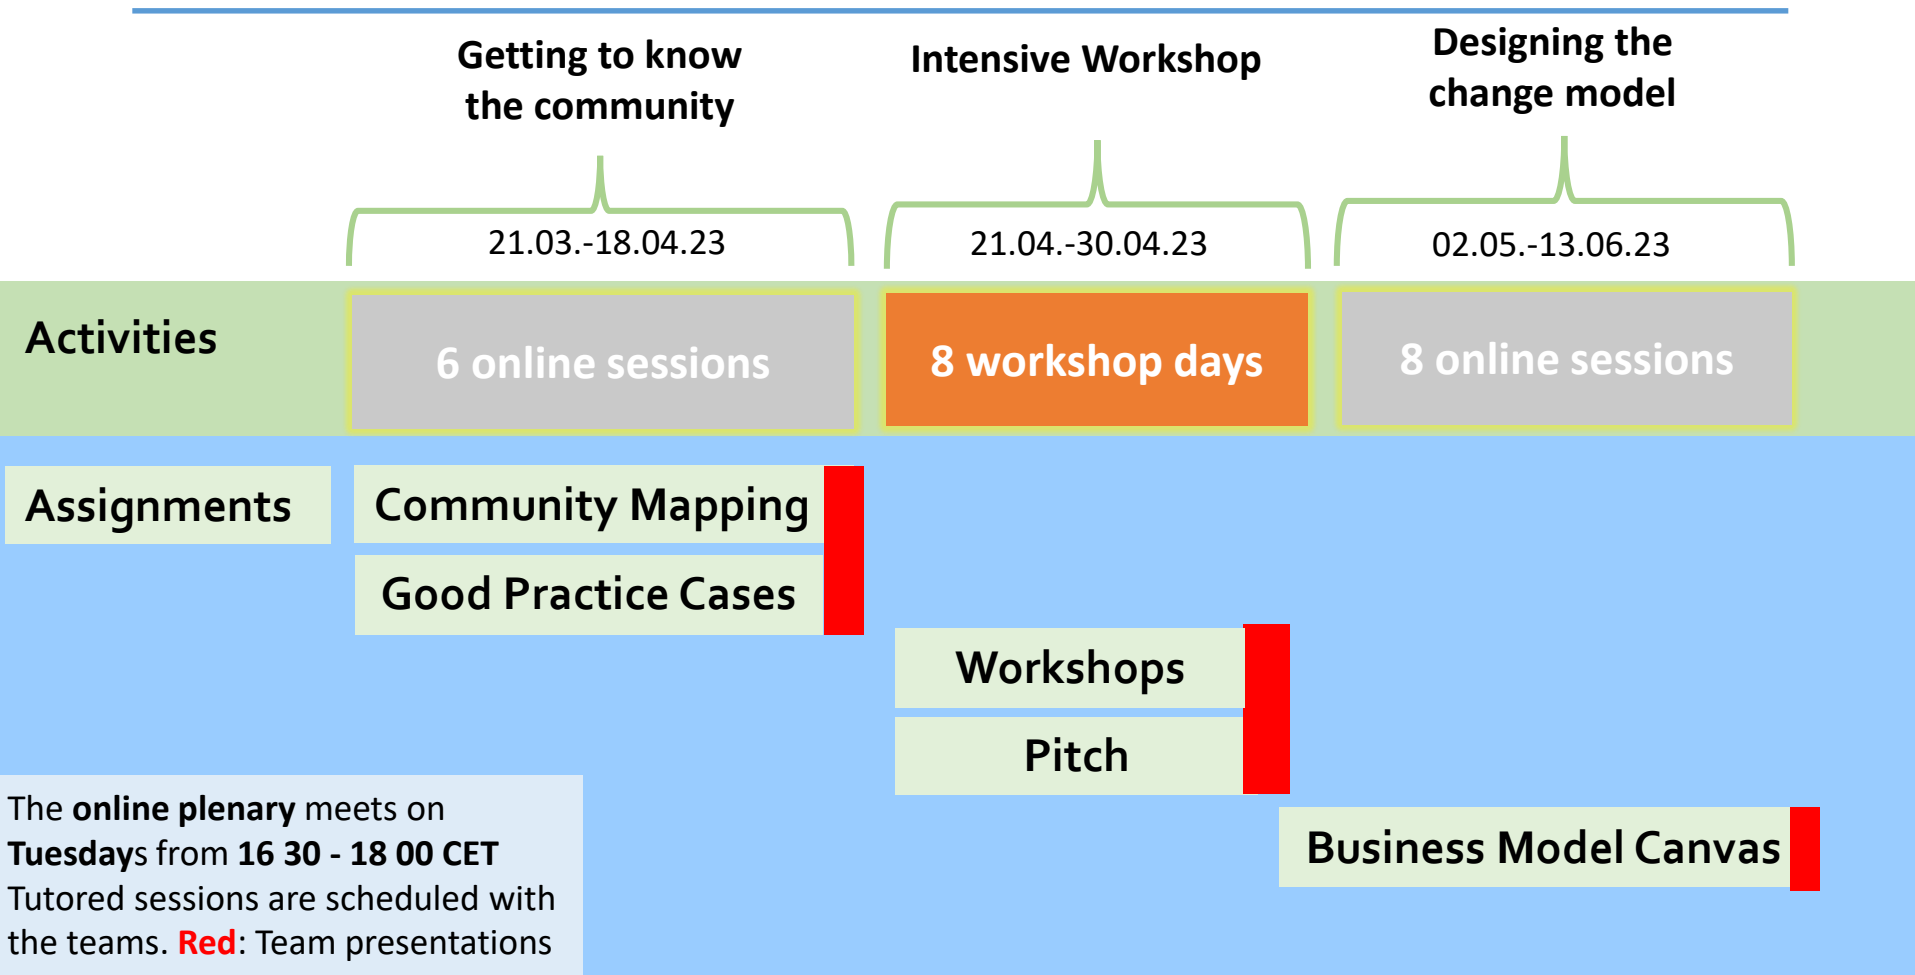 Getting to know
the community
Intensive Workshop
Designing the
change model
21.03.-18.04.23
21.04.-30.04.23
02.05.-13.06.23
Activities
6 online sessions
8 workshop days
8 online sessions
Assignments
Community Mapping
Good Practice Cases
Workshops
Pitch
Business Model Canvas
The online plenary meets on
Tuesdays from 16 30 - 18 00 CET
Tutored sessions are scheduled with
the teams. Red: Team presentations